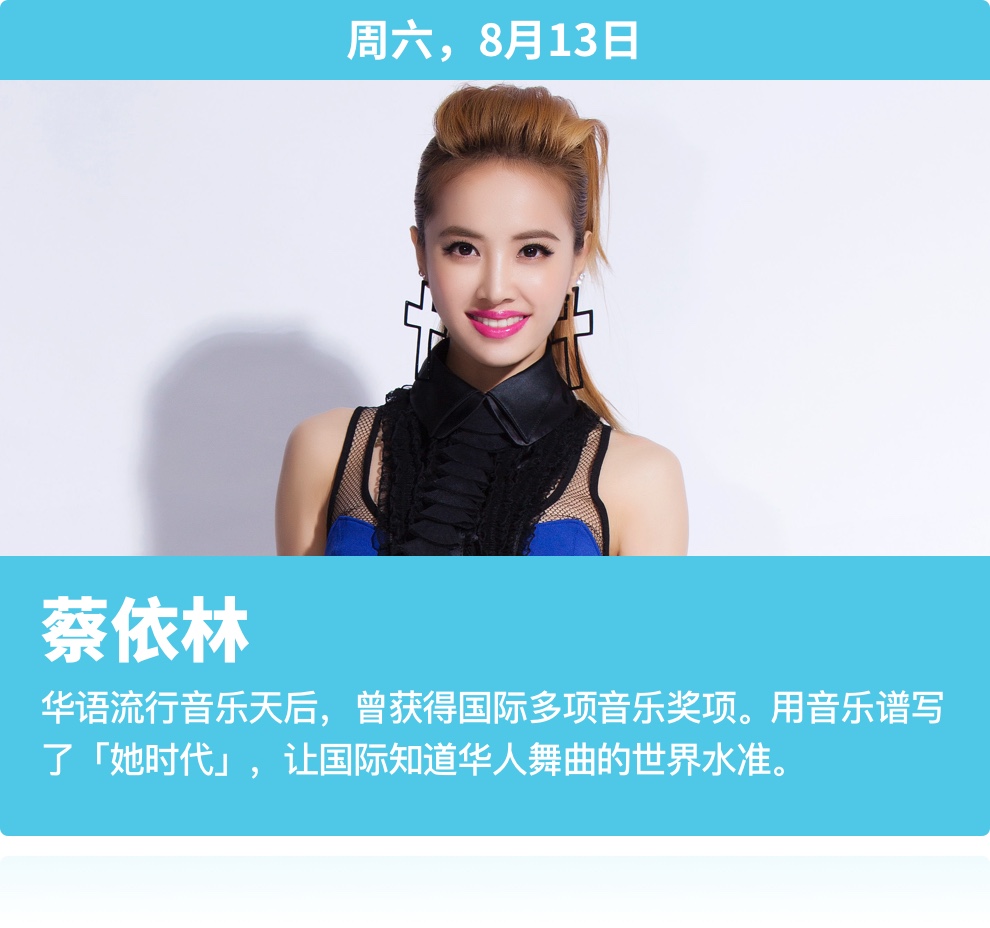 周六，8月13日
蔡依林
华语流行音乐天后，曾获得国际多项音乐奖项。用音乐谱写
了「她时代」，让国际知道华人舞曲的世界水准。